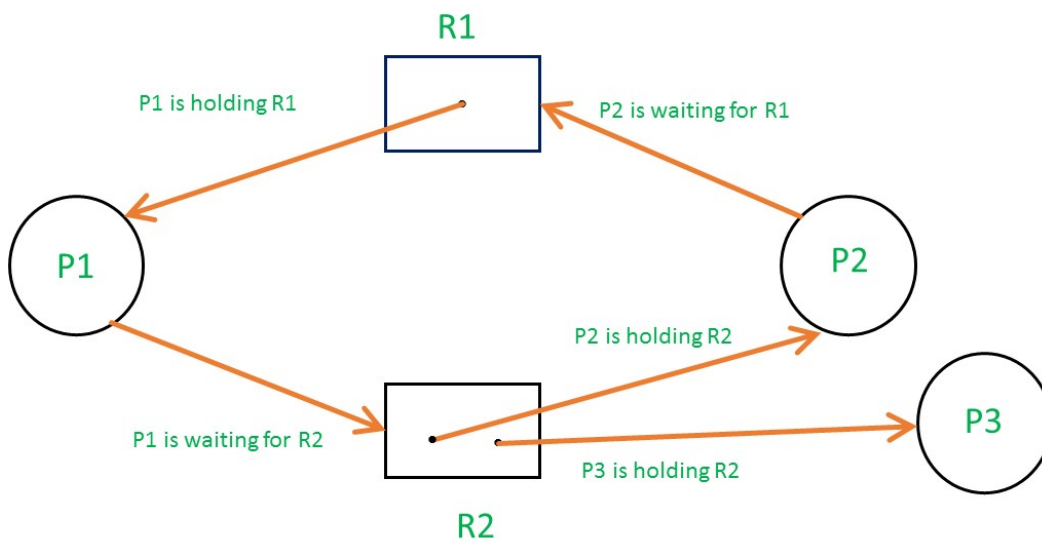 R1
P1 is holding R1
P2 is waiting for R1
P1
P2
P2 is holding R2
P3
P1 is waiting for R2
P3 is holding R2
R2